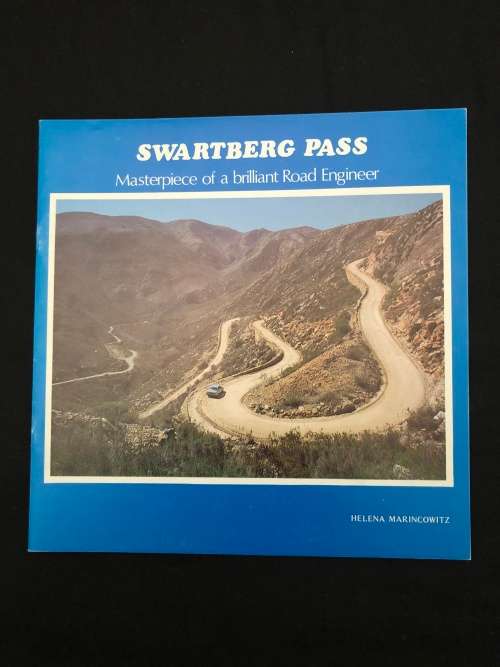 SWARTBERG PASS
Masterpiece of a brilliant Road Engineer
HELENA MARINCOWITZ